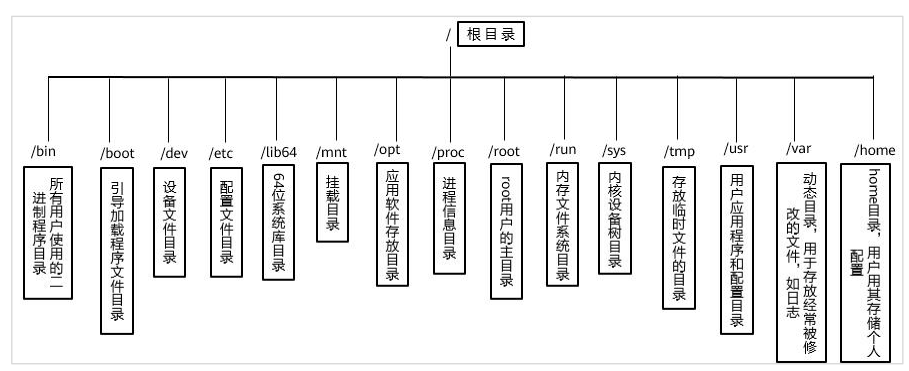 / 根目录
/bin
/boot
/dev
/etc
/lib64
/mnt
/opt
/proc
/root
/run
/sys
/tmp
/usr
/var
/home
所有用户使用的二
进制程序目录
引导加载程序文件目录
设备文件目录
配置文件目录
64位系统库目录
挂载目录
应用软件存放目录
进程信息目录
root用户的主目录
内存文件系统目录
内核设备树目录
存放临时文件的目录
用户应用程序和配置目录
动态目录，用于存放经常被修
改的文件，如日志
home目录，用户用其存储个人
配置